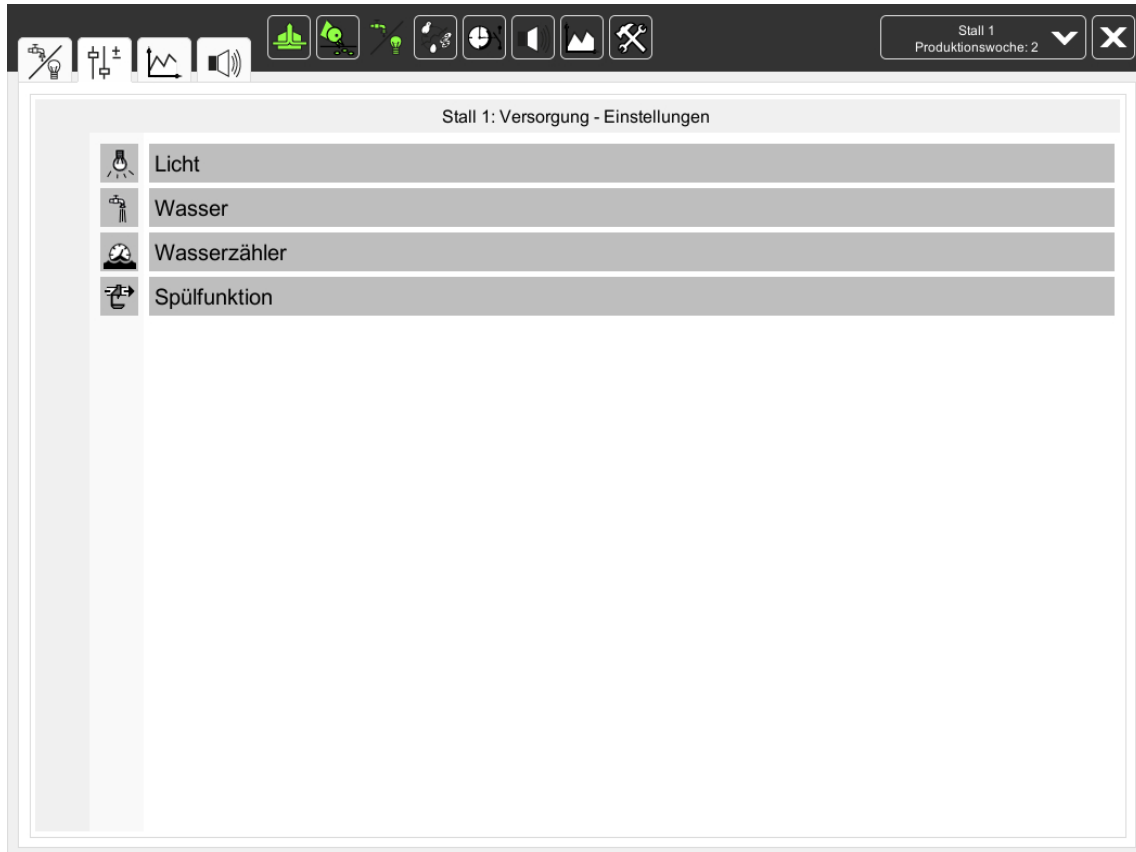 Stall 1
Produktionswoche: 2
Stall 1: Versorgung - Einstellungen
Licht
Wasser
Wasserzähler
Spülfunktion